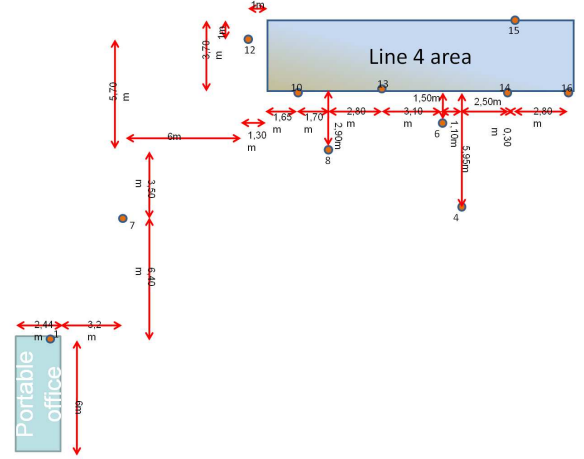 1m
15
1m
3,70
m
12
Line 4 area
5,70
m
10
13
14
16
1,50m
2,50m
1,65
m
1,70
m
2,80
m
3,10
m
2,80
m
6m
1,30
m
2,90m
6
1,10m
0,30
m
8
5,95m
3,50
m
4
7
6,40
m
2,44
m
1
3,2
m
Portable
office
6m